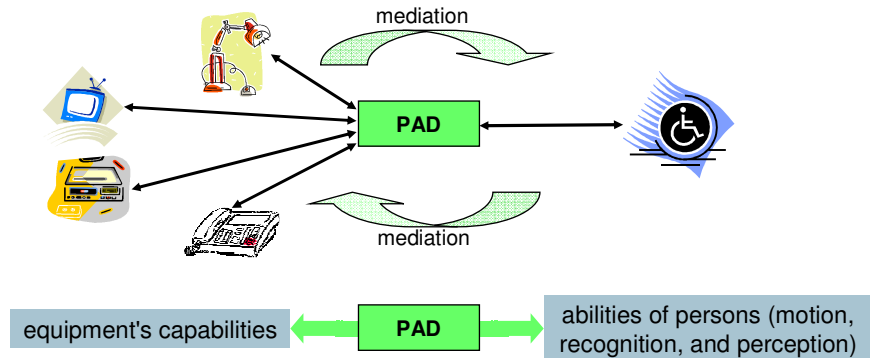 mediation
PAD
mediation
equipment's capabilities
PAD
abilities of persons (motion,
recognition, and perception)